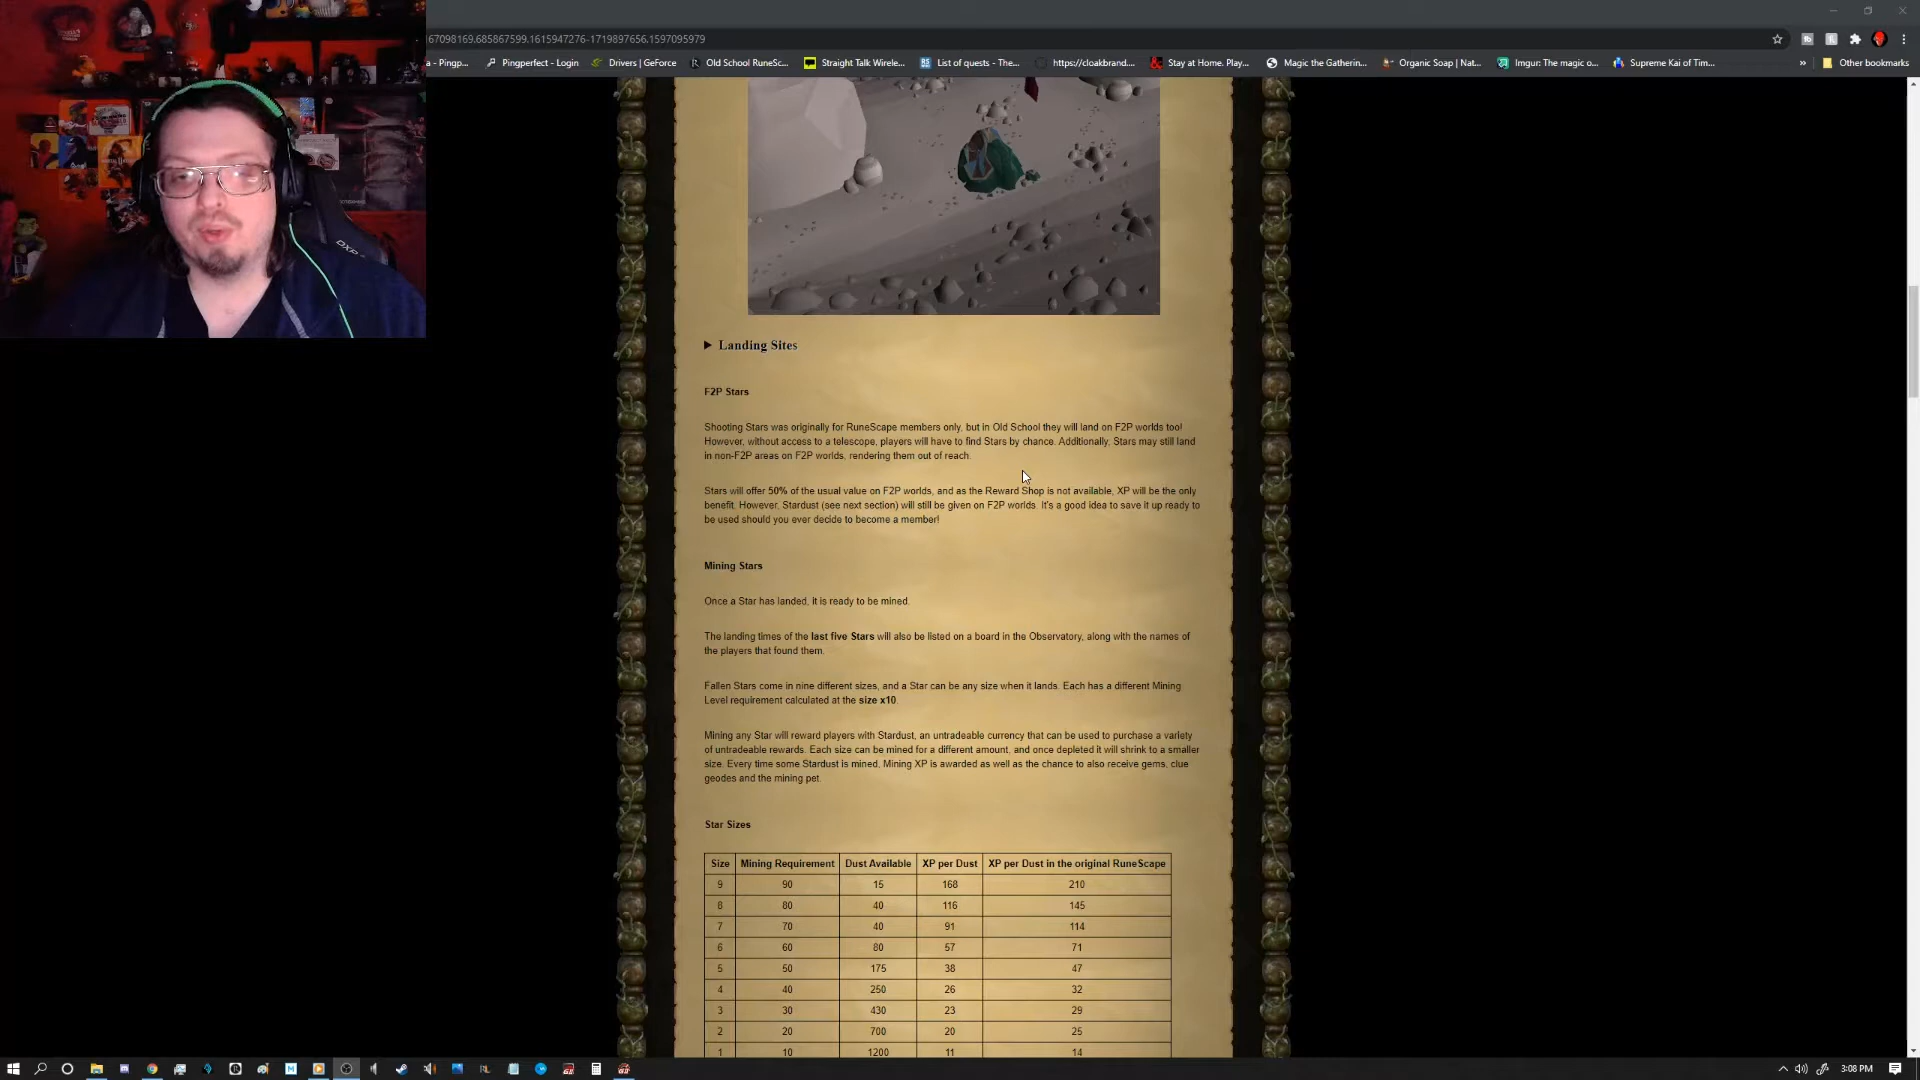 67098169.685867599.1615947276-1719897656.1597095979
a - Pingp... Pingperfect - Login Drivers | GeForce Old School RuneSc... Straight Talk Wirele... List of quests - The... https://cloakbrand.... Stay at Home. Play... Magic the Gatherin... Organic Soap | Nat... Imgur: The magic o... Supreme Kai of Tim... » Other bookmarks
DXR
Landing Sites
F2P Stars
Shooting Stars was originally for RuneScape members only, but in Old School they will land on F2P worlds too!
However, without access to a telescope, players will have to find Stars by chance. Additionally, Stars may still land
in non-F2P areas on F2P worlds, rendering them out of reach.
Stars will offer 50% of the usual value on F2P worlds, and as the Reward Shop is not available, XP will be the only
benefit. However, Stardust (see next section) will still be given on F2P worlds. It's a good idea to save it up ready to
be used should you ever decide to become a member!
Mining Stars
Once a Star has landed, it is ready to be mined.
The landing times of the last five Stars will also be listed on a board in the Observatory, along with the names of
the players that found them.
Fallen Stars come in nine different sizes, and a Star can be any size when it lands. Each has a different Mining
Level requirement calculated at the size x10.
Mining any Star will reward players with Stardust, an untradeable currency that can be used to purchase a variety
of untradeable rewards. Each size can be mined for a different amount, and once depleted it will shrink to a smaller
size. Every time some Stardust is mined, Mining XP is awarded as well as the chance to also receive gems, clue
geodes and the mining pet.
Star Sizes
Size Mining Requirement Dust Available XP per Dust XP per Dust in the original RuneScape
9 90 15 168 210
8 80 40 116 145
7 70 40 91 114
6 60 80 57 71
5 50 175 38 47
4 40 250 26 32
3 30 430 23 29
2 20 700 20 25
1 10 1200 11 14
3:08 PM